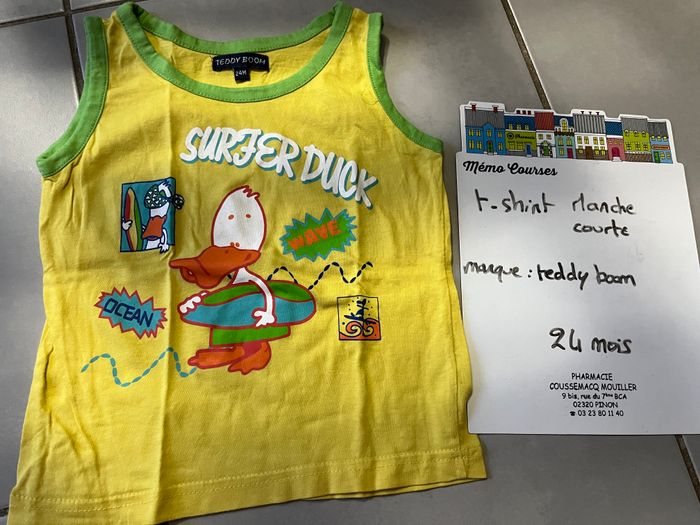 TEDDY BOOM
24M
SURFER DUCK
WAVE
OCEAN
Pharmacie
Mémo Courses
t-shirt manche
courte
marque : teddy boom
24 mois
PHARMACIE
COUSSEMACQ MOUILLER
9 bis, rue du 7ème BCA
02320 PINON
☎ 03 23 80 11 40